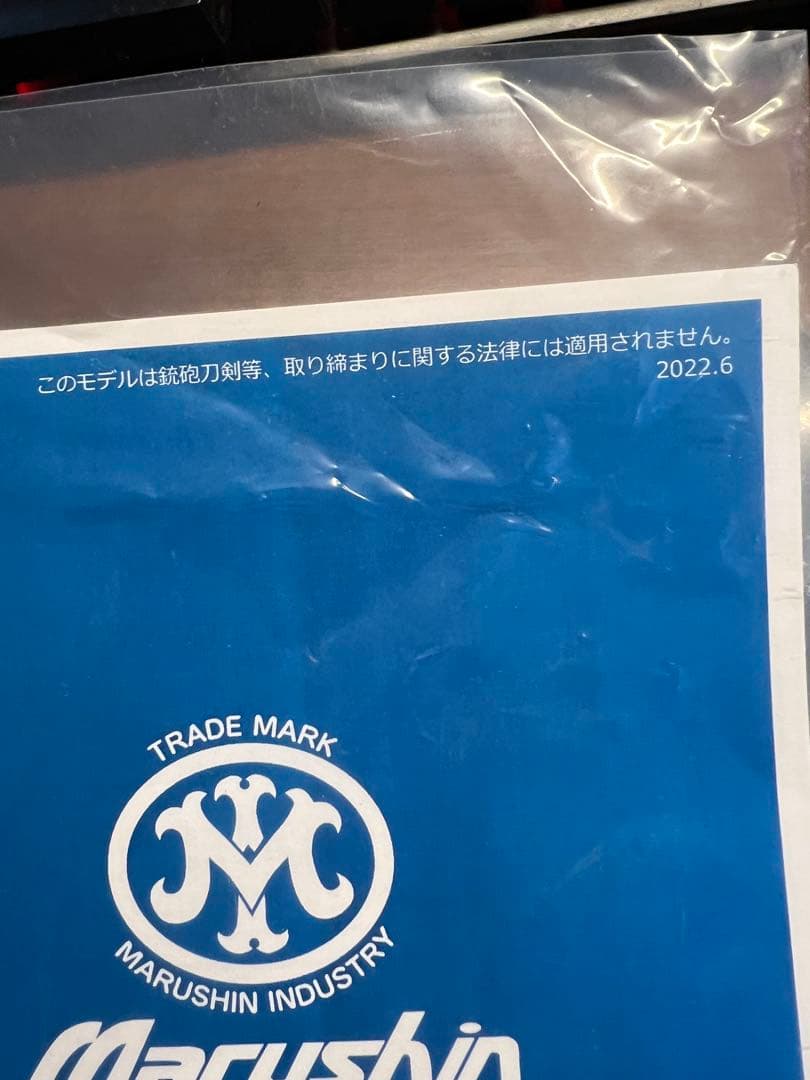 このモデルは銃砲刀剣等、取り締まりに関する法律には適用されません。
2022.6
TRADE MARK
MARUSHIN INDUSTRY
Marushin